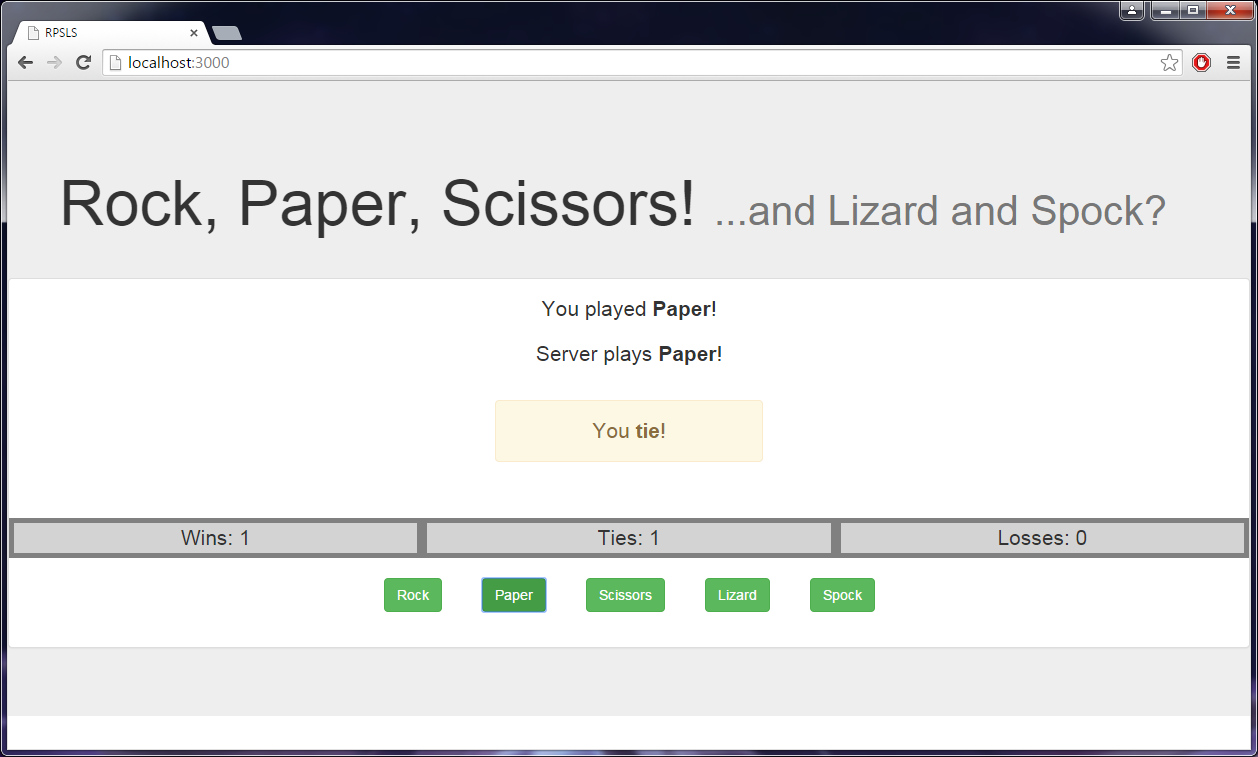 RPSLS
localhost:3000
Rock, Paper, Scissors! ...and Lizard and Spock?
You played Paper!
Server plays Paper!
You tie!
Wins: 1 Ties: 1 Losses: 0
Rock Paper Scissors Lizard Spock